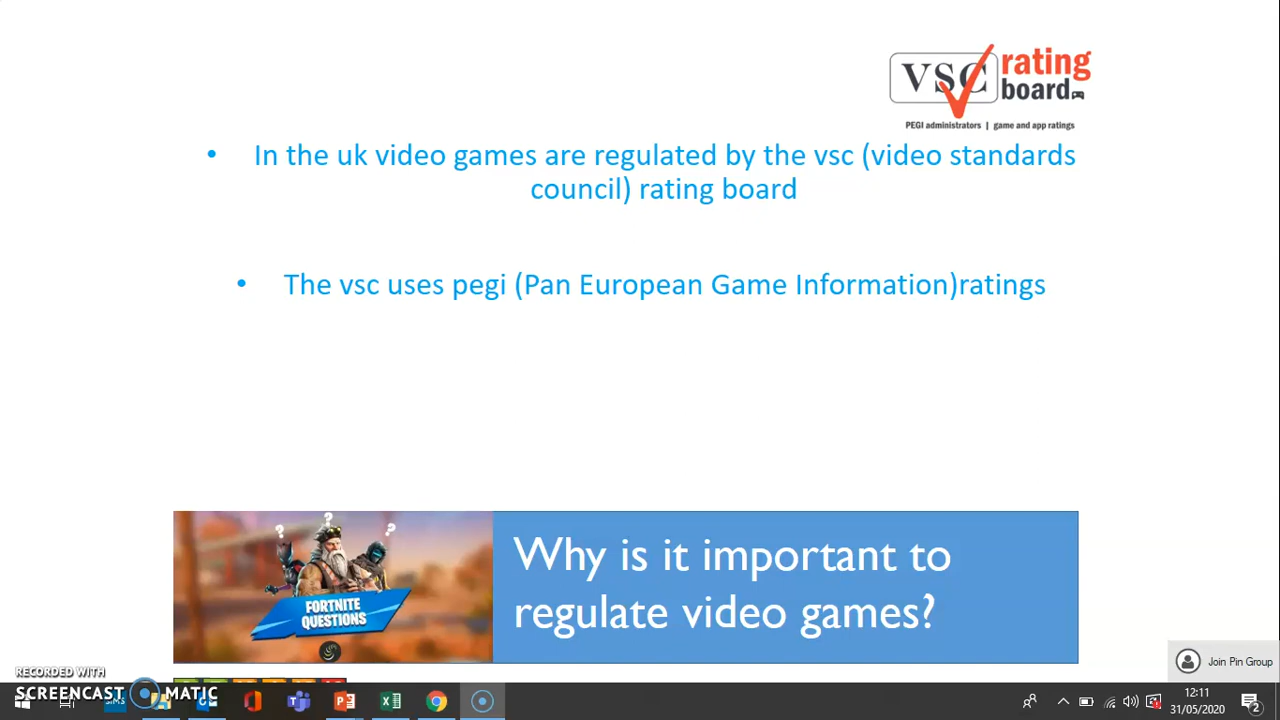 VSC rating
board
PEGI administrators | game and app ratings
• In the uk video games are regulated by the vsc (video standards
council) rating board
• The vsc uses pegi (Pan European Game Information)ratings
? ? ?
FORTNITE
QUESTIONS
Why is it important to
regulate video games?
Join Pin Group
RECORDED WITH
SCREENCAST MATIC
SIMS
12:11
31/05/2020
2